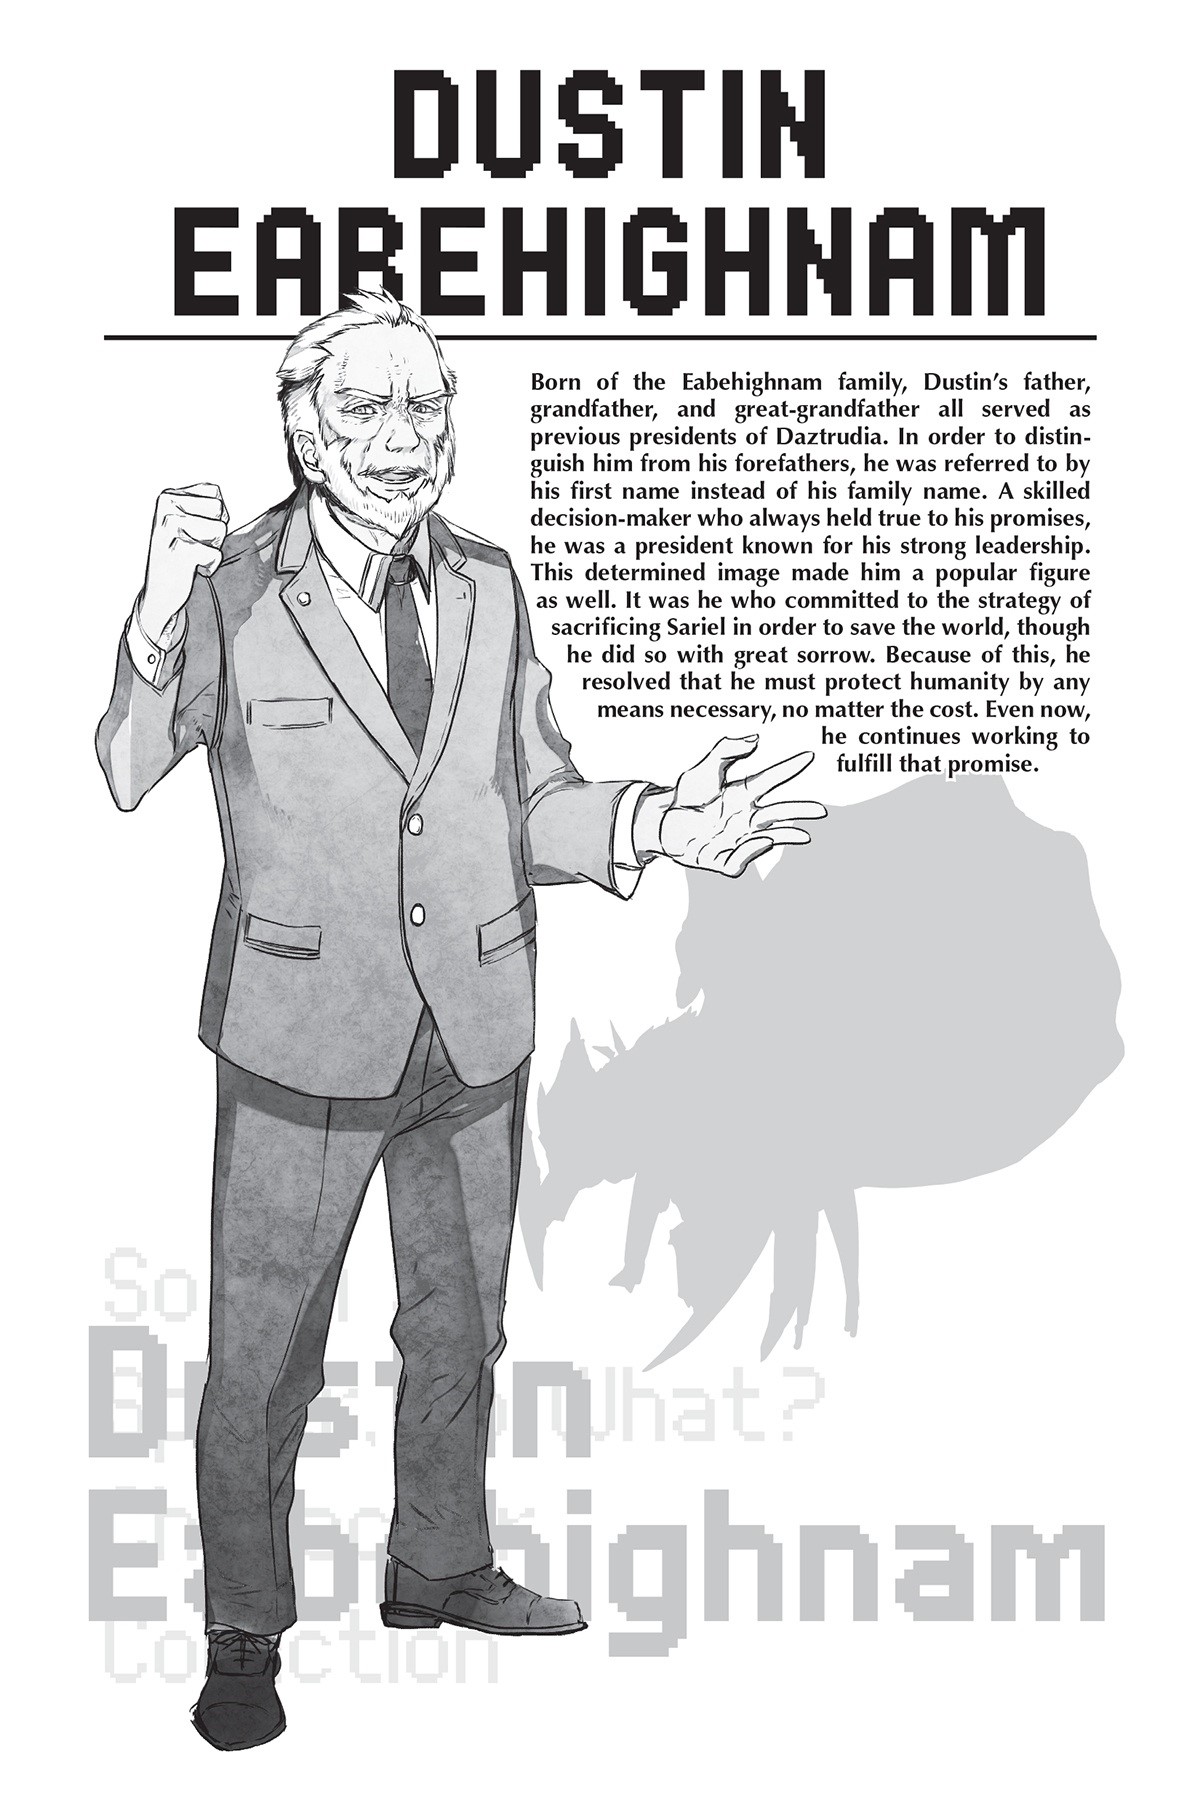 DUSTIN
EABEHIGHNAM
Born of the Eabehighnam family, Dustin's father,
grandfather, and great-grandfather all served as
previous presidents of Daztrudia. In order to distin-
guish him from his forefathers, he was referred to by
his first name instead of his family name. A skilled
decision-maker who always held true to his promises,
he was a president known for his strong leadership.
This determined image made him a popular figure
as well. It was he who committed to the strategy of
sacrificing Sariel in order to save the world, though
he did so with great sorrow. Because of this, he
resolved that he must protect humanity by any
means necessary, no matter the cost. Even now,
he continues working to
fulfill that promise.
So
Dustin
What?
Eabehighnam